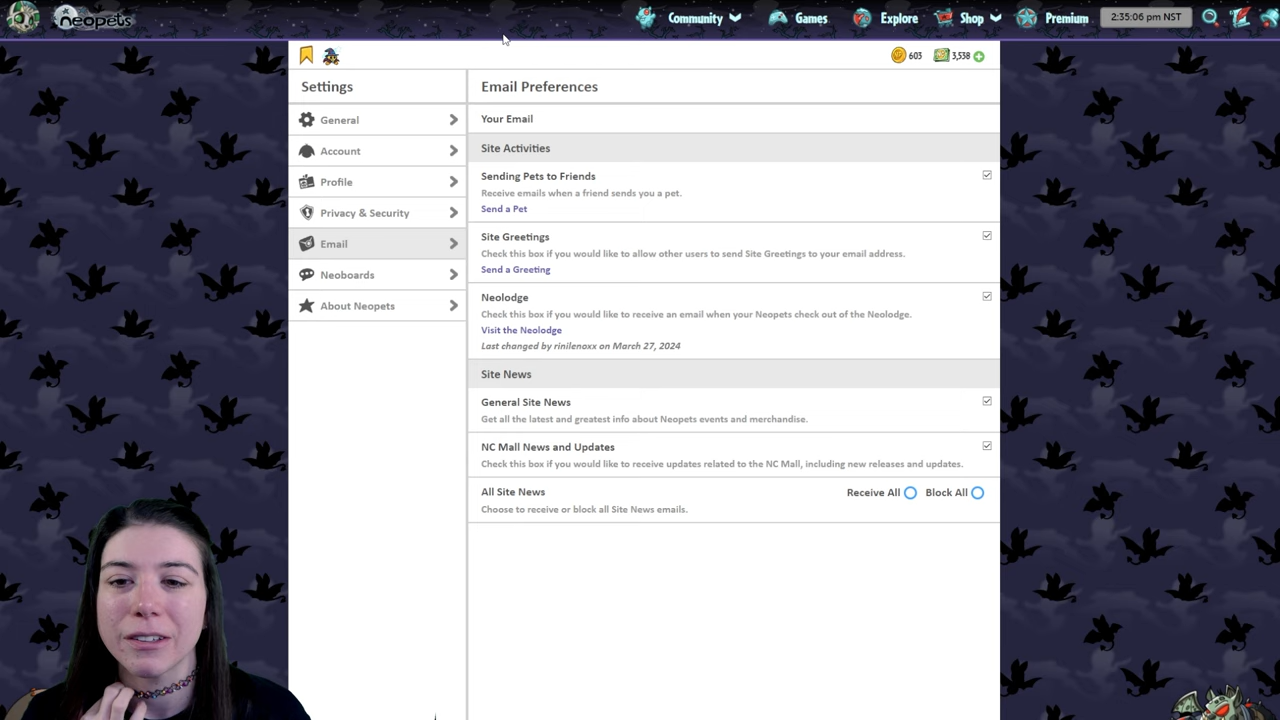 neopets
Community
Games
Explore
Shop
Premium
2:35:06 pm NST
603
3,538
Settings
General
Account
Profile
Privacy & Security
Email
Neoboards
About Neopets
Email Preferences
Your Email
Site Activities
Sending Pets to Friends
Receive emails when a friend sends you a pet.
Send a Pet
Site Greetings
Check this box if you would like to allow other users to send Site Greetings to your email address.
Send a Greeting
Neolodge
Check this box if you would like to receive an email when your Neopets check out of the Neolodge.
Visit the Neolodge
Last changed by rinilenoxx on March 27, 2024
Site News
General Site News
Get all the latest and greatest info about Neopets events and merchandise.
NC Mall News and Updates
Check this box if you would like to receive updates related to the NC Mall, including new releases and updates.
All Site News
Receive All Block All
Choose to receive or block all Site News emails.